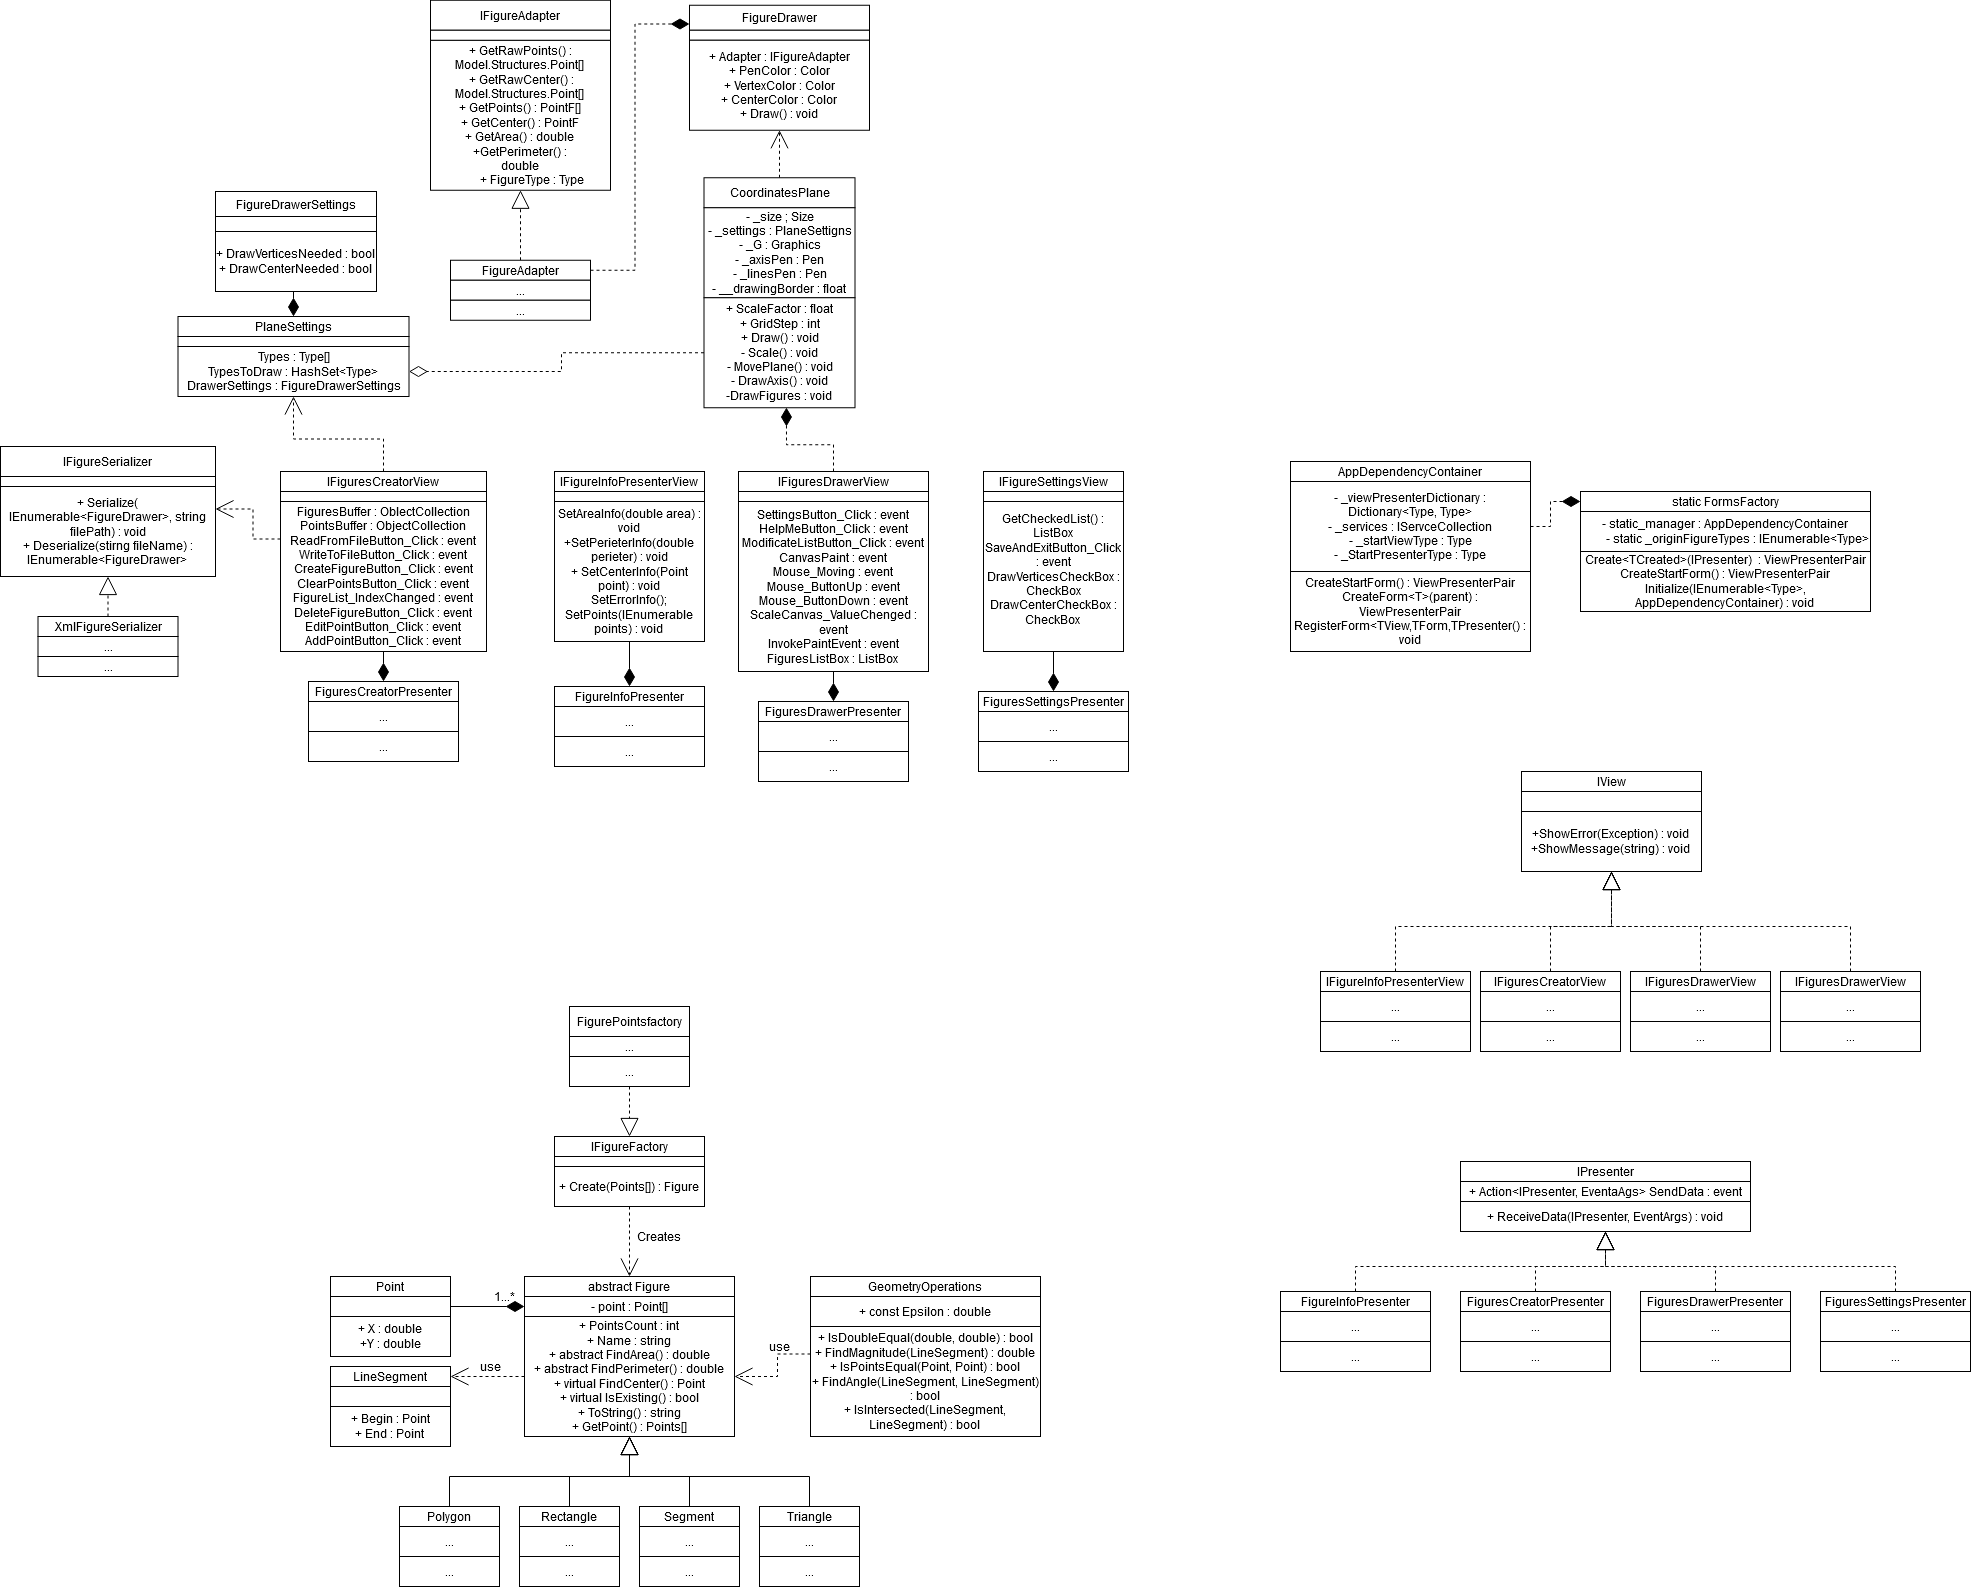 IFigureAdapter
+ GetRawPoints() :
Model.Structures.Point[]
+ GetRawCenter() :
Model.Structures.Point[]
+ GetPoints() : PointF[]
+ GetCenter() : PointF
+ GetArea() : double
+GetPerimeter() :
double
+ FigureType : Type
FigureDrawer
+ Adapter : IFigureAdapter
+ PenColor : Color
+ VertexColor : Color
+ CenterColor : Color
+ Draw() : void
FigureDrawerSettings
+ DrawVerticesNeeded : bool
+ DrawCenterNeeded : bool
FigureAdapter
...
...
CoordinatesPlane
- _size ; Size
- _settings : PlaneSettigns
- _G : Graphics
- _axisPen : Pen
- _linesPen : Pen
- __drawingBorder : float
+ ScaleFactor : float
+ GridStep : int
+ Draw() : void
- Scale() : void
- MovePlane() : void
- DrawAxis() : void
-DrawFigures : void
PlaneSettings
Types : Type[]
TypesToDraw : HashSet<Type>
DrawerSettings : FigureDrawerSettings
IFigureSerializer
+ Serialize(
IEnumerable<FigureDrawer>, string
filePath) : void
+ Deserialize(stirng fileName) :
IEnumerable<FigureDrawer>
XmlFigureSerializer
...
...
IFiguresCreatorView
FiguresBuffer : OblectCollection
PointsBuffer : ObjectCollection
ReadFromFileButton_Click : event
WriteToFileButton_Click : event
CreateFigureButton_Click : event
ClearPointsButton_Click : event
FigureList_IndexChanged : event
DeleteFigureButton_Click : event
EditPointButton_Click : event
AddPointButton_Click : event
FiguresCreatorPresenter
...
...
IFigureInfoPresenterView
SetAreaInfo(double area) :
void
+SetPerieterInfo(double
perieter) : void
+ SetCenterInfo(Point
point) : void
SetErrorInfo();
SetPoints(IEnumerable
points) : void
FigureInfoPresenter
...
...
IFiguresDrawerView
SettingsButton_Click : event
HelpMeButton_Click : event
ModificateListButton_Click : event
CanvasPaint : event
Mouse_Moving : event
Mouse_ButtonUp : event
Mouse_ButtonDown : event
ScaleCanvas_ValueChenged :
event
InvokePaintEvent : event
FiguresListBox : ListBox
FiguresDrawerPresenter
...
...
IFigureSettingsView
GetCheckedList() :
ListBox
SaveAndExitButton_Click
: event
DrawVerticesCheckBox :
CheckBox
DrawCenterCheckBox :
CheckBox
FiguresSettingsPresenter
...
...
AppDependencyContainer
- _viewPresenterDictionary :
Dictionary<Type, Type>
- _services : IServceCollection
- _startViewType : Type
- _StartPresenterType : Type
CreateStartForm() : ViewPresenterPair
CreateForm<T>(parent) :
ViewPresenterPair
RegisterForm<TView,TForm,TPresenter() :
void
static FormsFactory
- static_manager : AppDependencyContainer
- static _originFigureTypes : IEnumerable<Type>
Create<TCreated>(IPresenter) : ViewPresenterPair
CreateStartForm() : ViewPresenterPair
Initialize(IEnumerable<Type>,
AppDependencyContainer) : void
IView
+ShowError(Exception) : void
+ShowMessage(string) : void
IFigureInfoPresenterView
...
...
IFiguresCreatorView
...
...
IFiguresDrawerView
...
...
IFiguresDrawerView
...
...
IPresenter
+ Action<IPresenter, EventaAgs> SendData : event
+ ReceiveData(IPresenter, EventArgs) : void
FigureInfoPresenter
...
...
FiguresCreatorPresenter
...
...
FiguresDrawerPresenter
...
...
FiguresSettingsPresenter
...
...
FigurePointsfactory
...
...
IFigureFactory
+ Create(Points[]) : Figure
Creates
Point
+ X : double
+Y : double
1...*
LineSegment
+ Begin : Point
+ End : Point
use
abstract Figure
- point : Point[]
+ PointsCount : int
+ Name : string
+ abstract FindArea() : double
+ abstract FindPerimeter() : double
+ virtual FindCenter() : Point
+ virtual IsExisting() : bool
+ ToString() : string
+ GetPoint() : Points[]
use
GeometryOperations
+ const Epsilon : double
+ IsDoubleEqual(double, double) : bool
+ FindMagnitude(LineSegment) : double
+ IsPointsEqual(Point, Point) : bool
+ FindAngle(LineSegment, LineSegment)
: bool
+ IsIntersected(LineSegment,
LineSegment) : bool
Polygon
...
...
Rectangle
...
...
Segment
...
...
Triangle
...
...